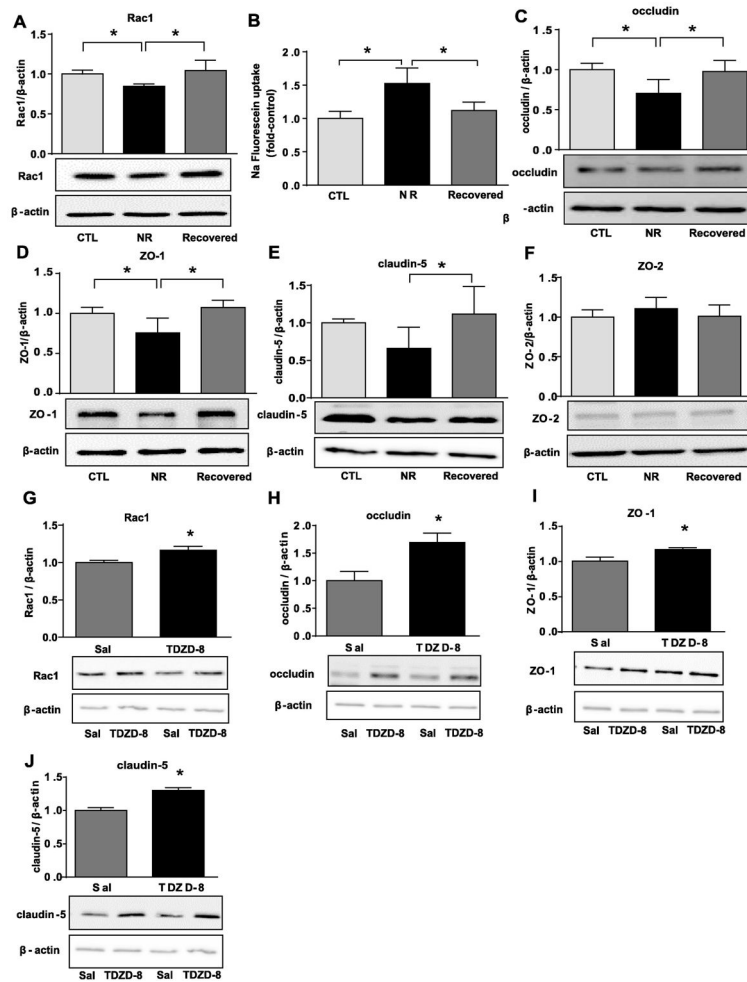 A
Rac1
Rac1/β-actin
1.5
1.0
0.5
0.0
*
*
Rac1
β-actin
CTL NR Recovered
B
Na Fluorescein uptake
(fold-control)
2.0
1.5
1.0
0.5
0.0
*
*
CTL NR Recovered
C
occludin
occludin / β-actin
1.5
1.0
0.5
0.0
*
*
occludin
β
-actin
CTL NR Recovered
D
ZO-1
ZO-1/β-actin
1.5
1.0
0.5
0.0
*
*
ZO-1
β-actin
CTL NR Recovered
E
claudin-5
claudin-5/β-actin
1.5
1.0
0.5
0.0
*
claudin-5
β-actin
CTL NR Recovered
F
ZO-2
ZO-2/β-actin
1.5
1.0
0.5
0.0
ZO-2
β-actin
CTL NR Recovered
G
Rac1
Rac1 / β-actin
1.5
1.0
0.5
0.0
*
Sal TDZD-8
Rac1
β-actin
Sal TDZD-8 Sal TDZD-8
H
occludin
occludin / β-actin
2.0
1.5
1.0
0.5
0.0
*
Sal TDZD-8
occludin
β-actin
Sal TDZD-8 Sal TDZD-8
I
ZO-1
ZO-1/ β-actin
1.5
1.0
0.5
0.0
*
Sal TDZD-8
ZO-1
β-actin
Sal TDZD-8 Sal TDZD-8
J
claudin-5
claudin-5/ β-actin
1.5
1.0
0.5
0.0
*
Sal TDZD-8
claudin-5
β-actin
Sal TDZD-8 Sal TDZD-8